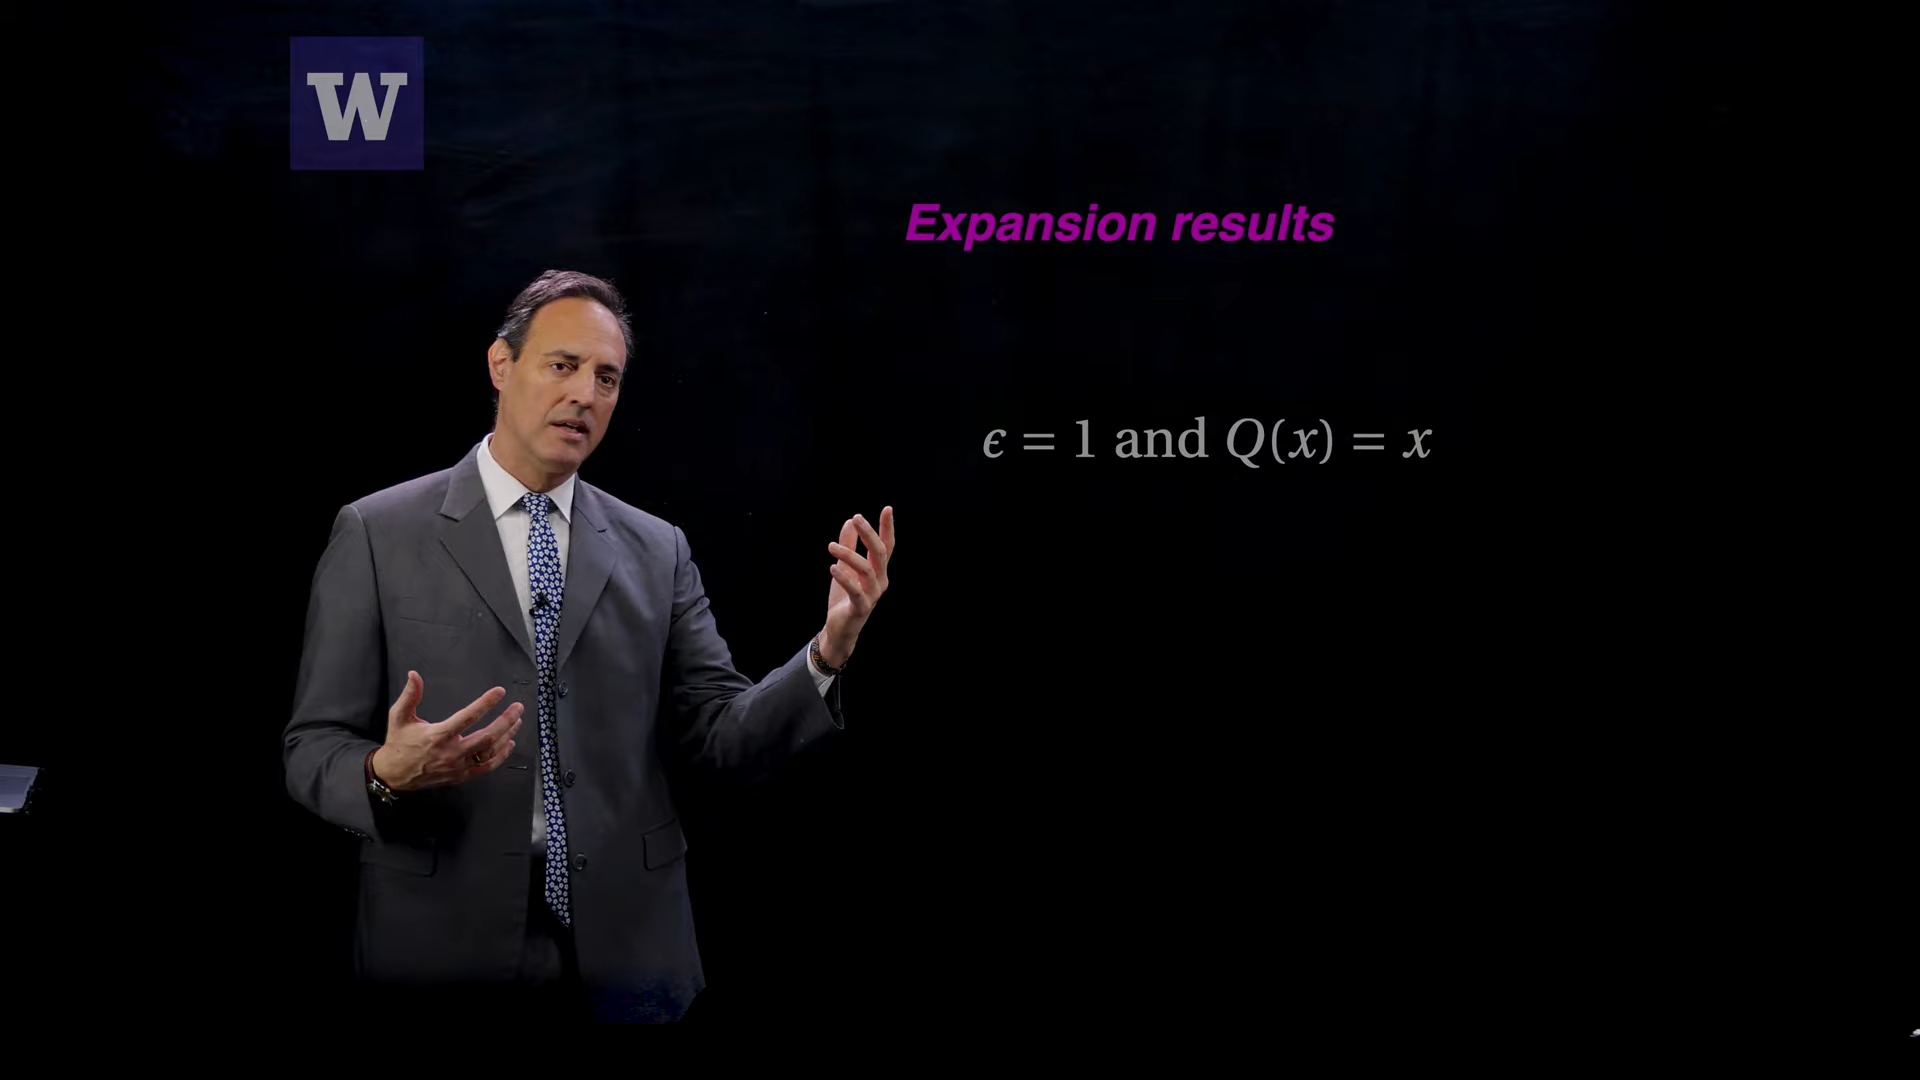 W
Expansion results
ϵ = 1 and Q(x) = x